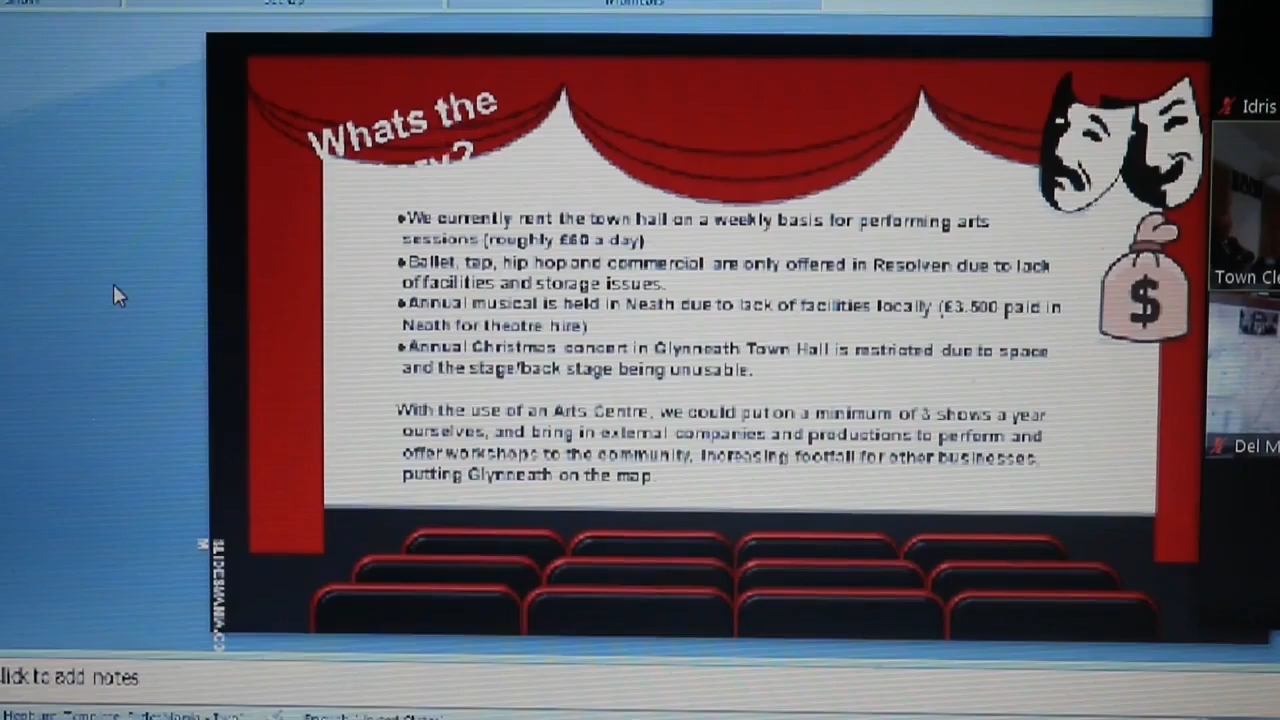 Whats the
●We currently rent the town hall on a weekly basis for performing arts
sessions (roughly £60 a day)
●Ballet, tap, hip hop and commercial are only offered in Resolven due to lack
of facilities and storage issues.
●Annual musical is held in Neath due to lack of facilities locally (£3.500 paid in
Neath for theatre hire)
●Annual Christmas concert in Glynneath Town Hall is restricted due to space
and the stage/back stage being unusable.
With the use of an Arts Centre, we could put on a minimum of 3 shows a year
ourselves, and bring in external companies and productions to perform and
offer workshops to the community, increasing footfall for other businesses,
putting Glynneath on the map.
$
Idris
Town Cle
Del M
lick to add notes